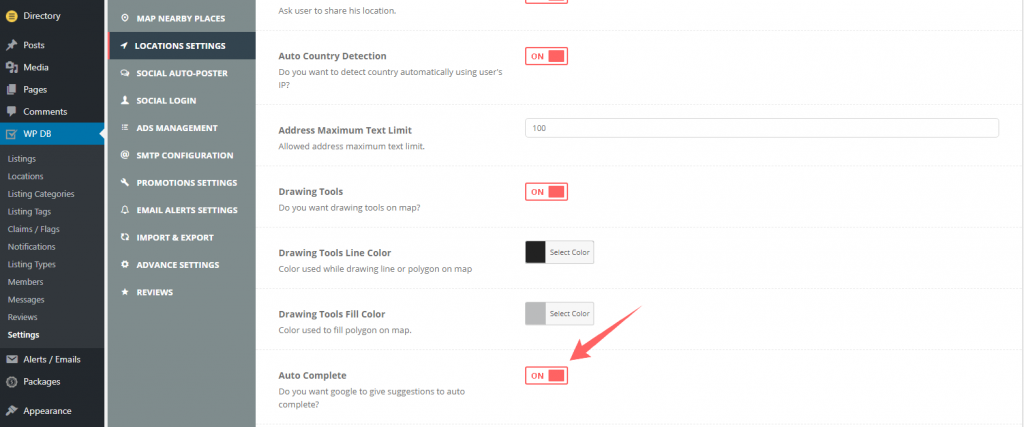 Directory
Posts
Media
Pages
Comments
WP DB
Listings
Locations
Listing Categories
Listing Tags
Claims / Flags
Notifications
Listing Types
Members
Messages
Reviews
Settings
Alerts / Emails
Packages
Appearance
MAP NEARBY PLACES
LOCATIONS SETTINGS
SOCIAL AUTO-POSTER
SOCIAL LOGIN
ADS MANAGEMENT
SMTP CONFIGURATION
PROMOTIONS SETTINGS
EMAIL ALERTS SETTINGS
IMPORT & EXPORT
ADVANCE SETTINGS
REVIEWS
Ask user to share his location.
Auto Country Detection
ON
Do you want to detect country automatically using user's
IP?
Address Maximum Text Limit
100
Allowed address maximum text limit.
Drawing Tools
ON
Do you want drawing tools on map?
Drawing Tools Line Color
Select Color
Color used while drawing line or polygon on map
Drawing Tools Fill Color
Select Color
Color used to fill polygon on map.
Auto Complete
ON
Do you want google to give suggestions to auto
complete?